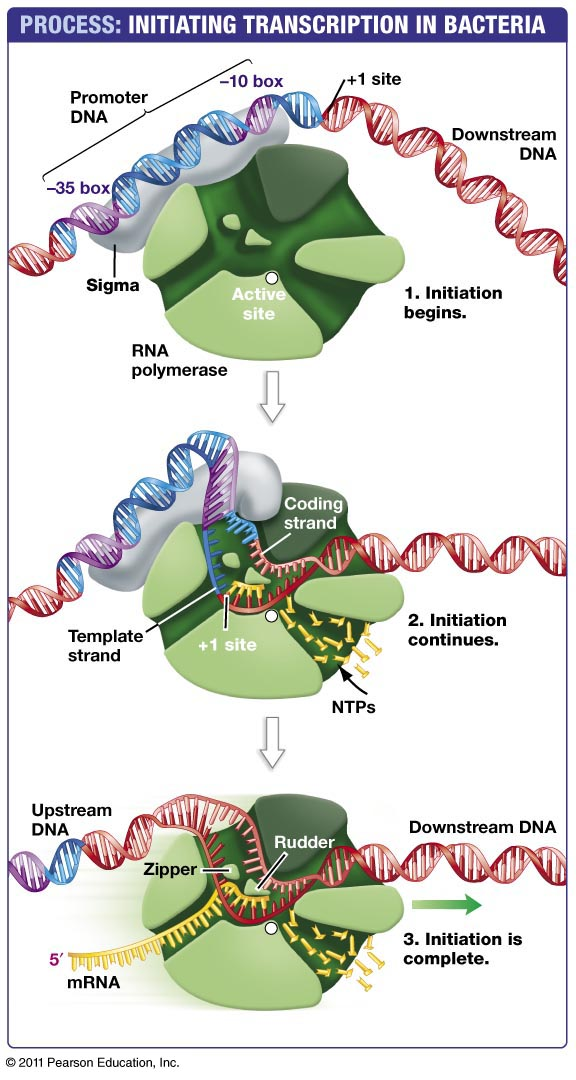 PROCESS: INITIATING TRANSCRIPTION IN BACTERIA
–10 box
+1 site
Promoter
DNA
Downstream
DNA
–35 box
Sigma
Active
site
1. Initiation
begins.
RNA
polymerase
Coding
strand
Template
strand
+1 site
2. Initiation
continues.
NTPs
Upstream
DNA
Downstream DNA
Rudder
Zipper
3. Initiation is
complete.
5′
mRNA
© 2011 Pearson Education, Inc.